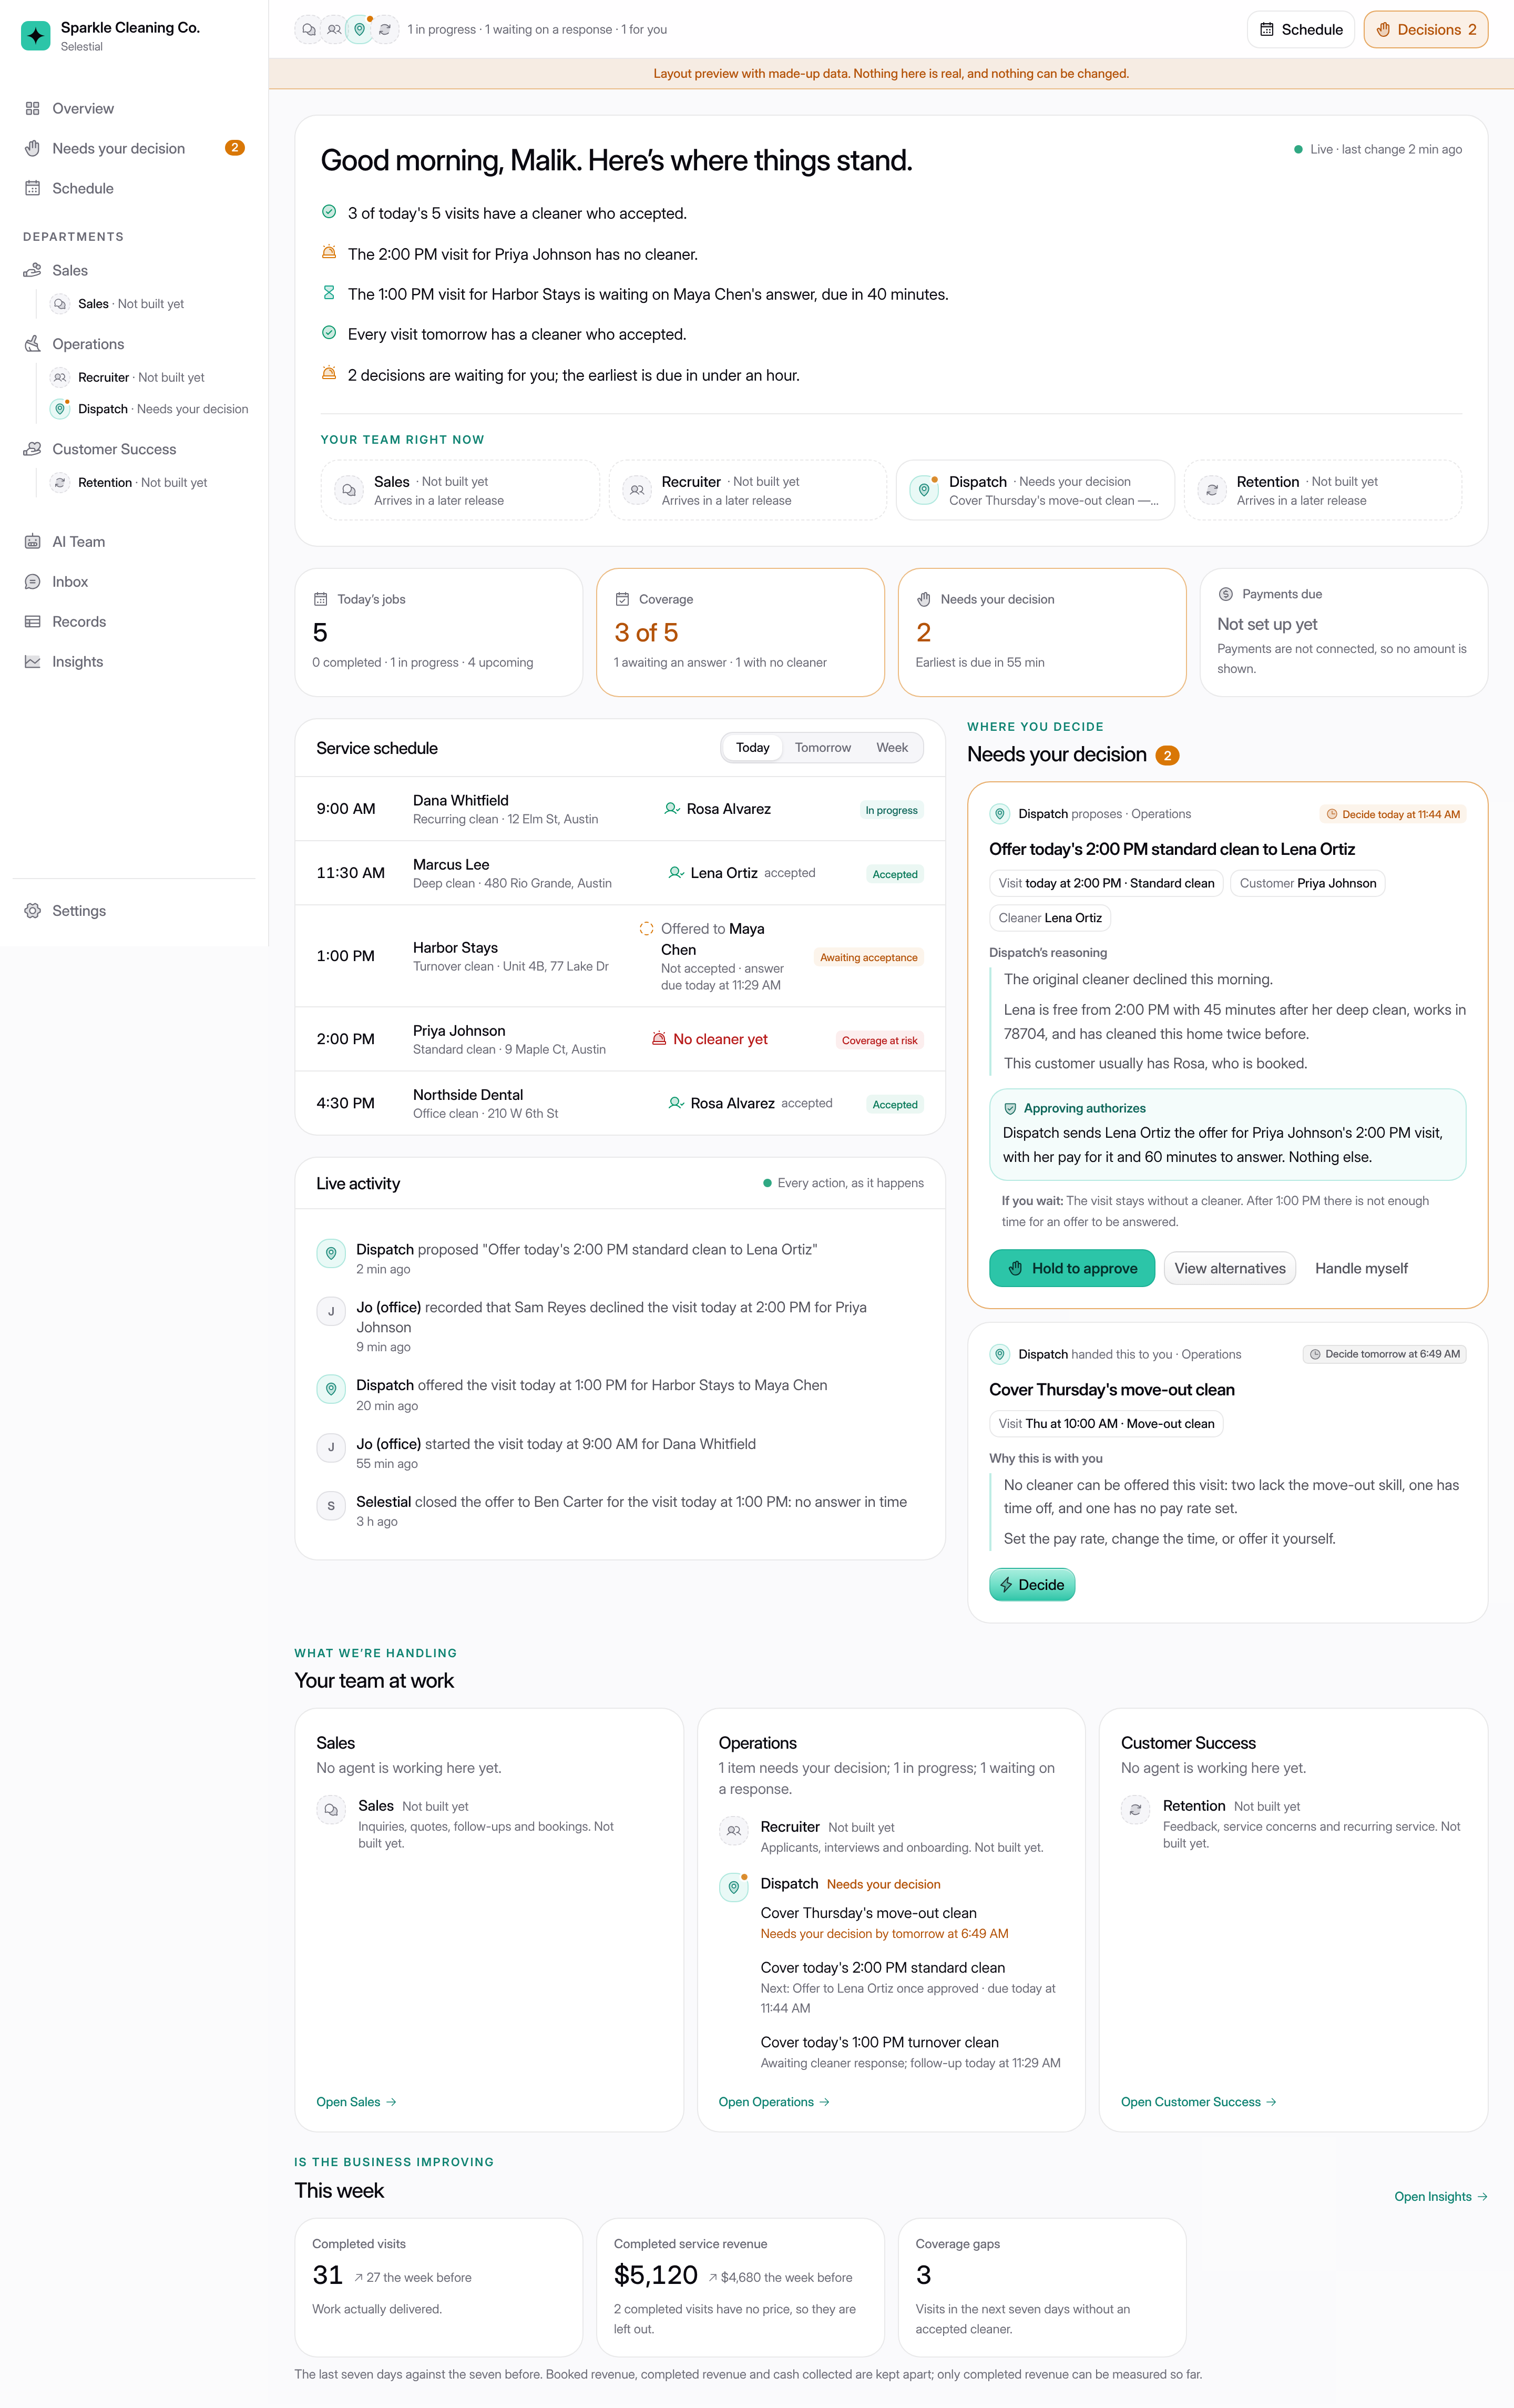 Sparkle Cleaning Co.
Selestial
Overview
Needs your decision 2
Schedule
DEPARTMENTS
Sales
Sales · Not built yet
Operations
Recruiter · Not built yet
Dispatch · Needs your decision
Customer Success
Retention · Not built yet
AI Team
Inbox
Records
Insights
Settings
1 in progress · 1 waiting on a response · 1 for you
Schedule
Decisions 2
Layout preview with made-up data. Nothing here is real, and nothing can be changed.
Good morning, Malik. Here’s where things stand.
Live · last change 2 min ago
3 of today's 5 visits have a cleaner who accepted.
The 2:00 PM visit for Priya Johnson has no cleaner.
The 1:00 PM visit for Harbor Stays is waiting on Maya Chen's answer, due in 40 minutes.
Every visit tomorrow has a cleaner who accepted.
2 decisions are waiting for you; the earliest is due in under an hour.
YOUR TEAM RIGHT NOW
Sales · Not built yet
Arrives in a later release
Recruiter · Not built yet
Arrives in a later release
Dispatch · Needs your decision
Cover Thursday's move-out clean —...
Retention · Not built yet
Arrives in a later release
Today’s jobs
5
0 completed · 1 in progress · 4 upcoming
Coverage
3 of 5
1 awaiting an answer · 1 with no cleaner
Needs your decision
2
Earliest is due in 55 min
Payments due
Not set up yet
Payments are not connected, so no amount is
shown.
Service schedule
Today Tomorrow Week
9:00 AM
Dana Whitfield
Recurring clean · 12 Elm St, Austin
Rosa Alvarez
In progress
11:30 AM
Marcus Lee
Deep clean · 480 Rio Grande, Austin
Lena Ortiz accepted
Accepted
1:00 PM
Harbor Stays
Turnover clean · Unit 4B, 77 Lake Dr
Offered to Maya
Chen
Not accepted · answer
due today at 11:29 AM
Awaiting acceptance
2:00 PM
Priya Johnson
Standard clean · 9 Maple Ct, Austin
No cleaner yet
Coverage at risk
4:30 PM
Northside Dental
Office clean · 210 W 6th St
Rosa Alvarez accepted
Accepted
Live activity
Every action, as it happens
Dispatch proposed "Offer today's 2:00 PM standard clean to Lena Ortiz"
2 min ago
J
Jo (office) recorded that Sam Reyes declined the visit today at 2:00 PM for Priya
Johnson
9 min ago
Dispatch offered the visit today at 1:00 PM for Harbor Stays to Maya Chen
20 min ago
J
Jo (office) started the visit today at 9:00 AM for Dana Whitfield
55 min ago
S
Selestial closed the offer to Ben Carter for the visit today at 1:00 PM: no answer in time
3 h ago
WHERE YOU DECIDE
Needs your decision 2
Dispatch proposes · Operations
Decide today at 11:44 AM
Offer today's 2:00 PM standard clean to Lena Ortiz
Visit today at 2:00 PM · Standard clean
Customer Priya Johnson
Cleaner Lena Ortiz
Dispatch’s reasoning
The original cleaner declined this morning.
Lena is free from 2:00 PM with 45 minutes after her deep clean, works in
78704, and has cleaned this home twice before.
This customer usually has Rosa, who is booked.
Approving authorizes
Dispatch sends Lena Ortiz the offer for Priya Johnson's 2:00 PM visit,
with her pay for it and 60 minutes to answer. Nothing else.
If you wait: The visit stays without a cleaner. After 1:00 PM there is not enough
time for an offer to be answered.
Hold to approve
View alternatives
Handle myself
Dispatch handed this to you · Operations
Decide tomorrow at 6:49 AM
Cover Thursday's move-out clean
Visit Thu at 10:00 AM · Move-out clean
Why this is with you
No cleaner can be offered this visit: two lack the move-out skill, one has
time off, and one has no pay rate set.
Set the pay rate, change the time, or offer it yourself.
Decide
WHAT WE’RE HANDLING
Your team at work
Sales
No agent is working here yet.
Sales Not built yet
Inquiries, quotes, follow-ups and bookings. Not
built yet.
Open Sales →
Operations
1 item needs your decision; 1 in progress; 1 waiting on
a response.
Recruiter Not built yet
Applicants, interviews and onboarding. Not built yet.
Dispatch Needs your decision
Cover Thursday's move-out clean
Needs your decision by tomorrow at 6:49 AM
Cover today's 2:00 PM standard clean
Next: Offer to Lena Ortiz once approved · due today at
11:44 AM
Cover today's 1:00 PM turnover clean
Awaiting cleaner response; follow-up today at 11:29 AM
Open Operations →
Customer Success
No agent is working here yet.
Retention Not built yet
Feedback, service concerns and recurring service. Not
built yet.
Open Customer Success →
IS THE BUSINESS IMPROVING
This week
Open Insights →
Completed visits
31 ↗ 27 the week before
Work actually delivered.
Completed service revenue
$5,120 ↗ $4,680 the week before
2 completed visits have no price, so they are
left out.
Coverage gaps
3
Visits in the next seven days without an
accepted cleaner.
The last seven days against the seven before. Booked revenue, completed revenue and cash collected are kept apart; only completed revenue can be measured so far.